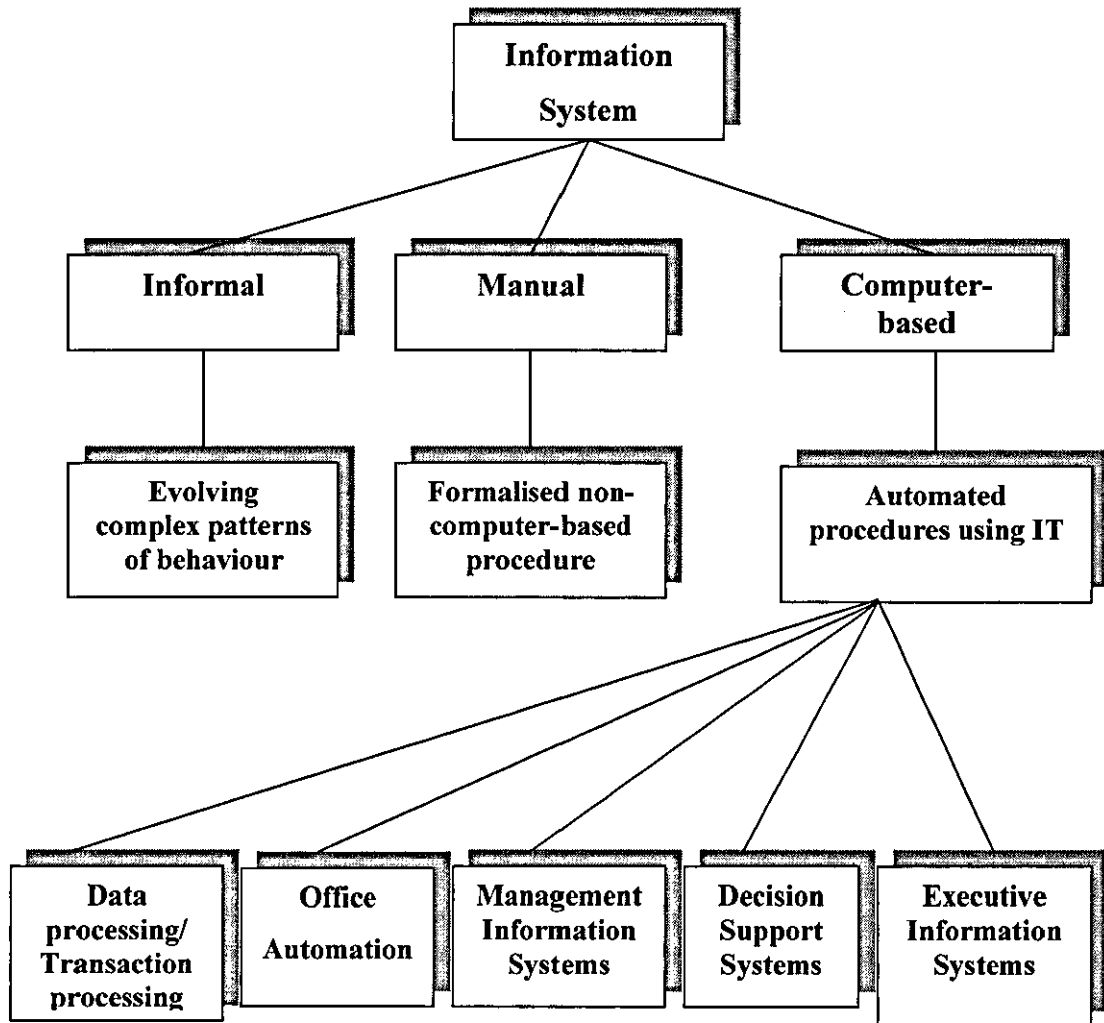 Information
System
Informal
Manual
Computer-
based
Evolving
complex patterns
of behaviour
Formalised non-
computer-based
procedure
Automated
procedures using IT
Data
processing/
Transaction
processing
Office
Automation
Management
Information
Systems
Decision
Support
Systems
Executive
Information
Systems